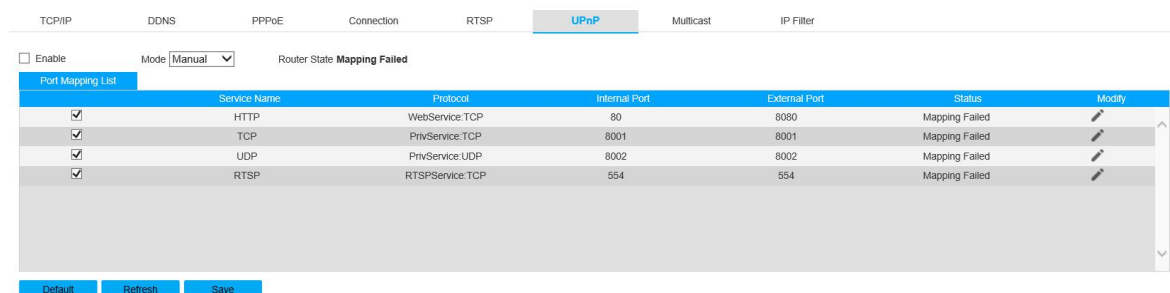 TCP/IP DDNS PPPoE Connection RTSP UPnP Multicast IP Filter
Enable Mode Manual Router State Mapping Failed
Port Mapping List
Service Name Protocol Internal Port External Port Status Modify
HTTP WebService:TCP 80 8080 Mapping Failed
TCP PrivService:TCP 8001 8001 Mapping Failed
UDP PrivService:UDP 8002 8002 Mapping Failed
RTSP RTSPService:TCP 554 554 Mapping Failed
Default Refresh Save